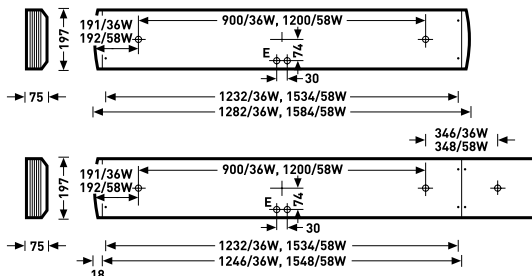 191/36W
192/58W
900/36W, 1200/58W
197
E
74
30
75
1232/36W, 1534/58W
1282/36W, 1584/58W
346/36W
348/58W
191/36W
192/58W
900/36W, 1200/58W
197
E
74
30
75
1232/36W, 1534/58W
1246/36W, 1548/58W
18